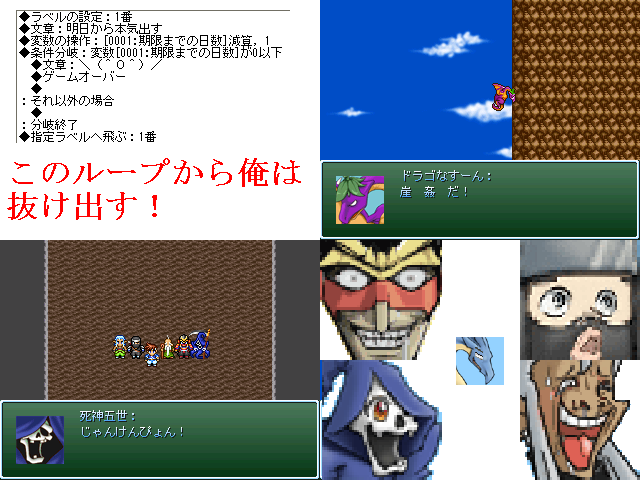 ◆ラベルの設定：1番
◆文章：明日から本気出す
◆変数の操作：[0001:期限までの日数]減算, 1
◆条件分岐：変数[0001:期限までの日数]が0以下
◆文章：＼（＾Ｏ＾）／
◆ゲームオーバー
◆
：それ以外の場合
◆
：分岐終了
◆指定ラベルへ飛ぶ：1番
このループから俺は
抜け出す！
ドラゴなすーん：
崖　姦　だ！
死神五世：
じゃんけんぴょん！